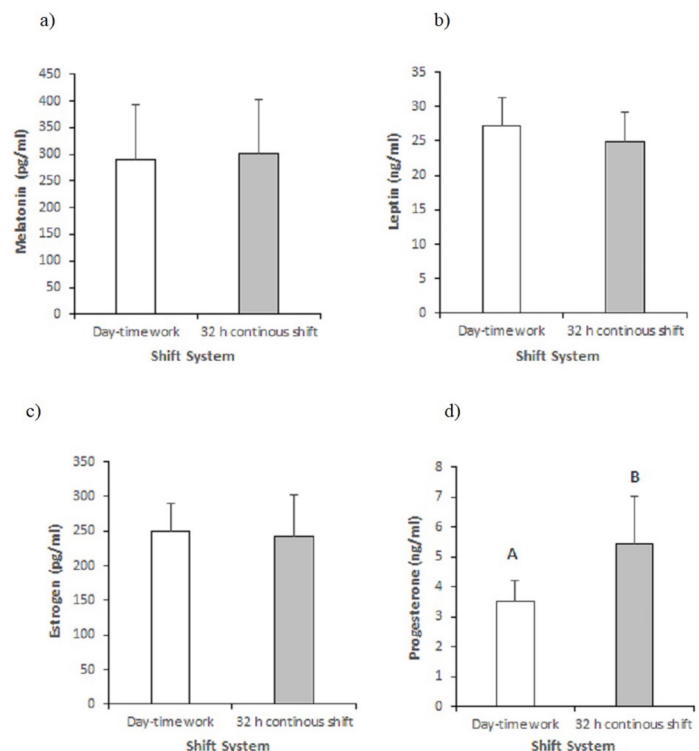 a)
Melatonin (pg/ml)
450
400
350
300
250
200
150
100
50
0
Day-time work 32 h continous shift
Shift System
b)
Leptin (ng/ml)
35
30
25
20
15
10
5
0
Day-time work 32 h continous shift
Shift System
c)
Estrogen (pg/ml)
350
300
250
200
150
100
50
0
Day-time work 32 h continous shift
Shift System
d)
Progesterone (ng/ml)
8
7
6
5
4
3
2
1
0
A
B
Day-time work 32 h continous shift
Shift System